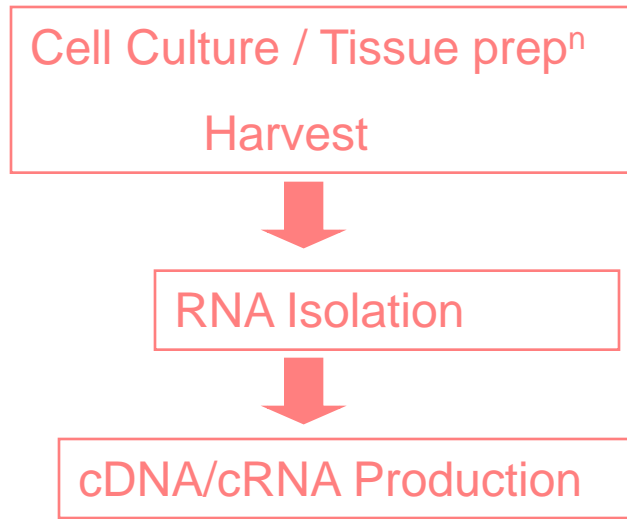 Cell Culture / Tissue prepⁿ
Harvest
RNA Isolation
cDNA/cRNA Production